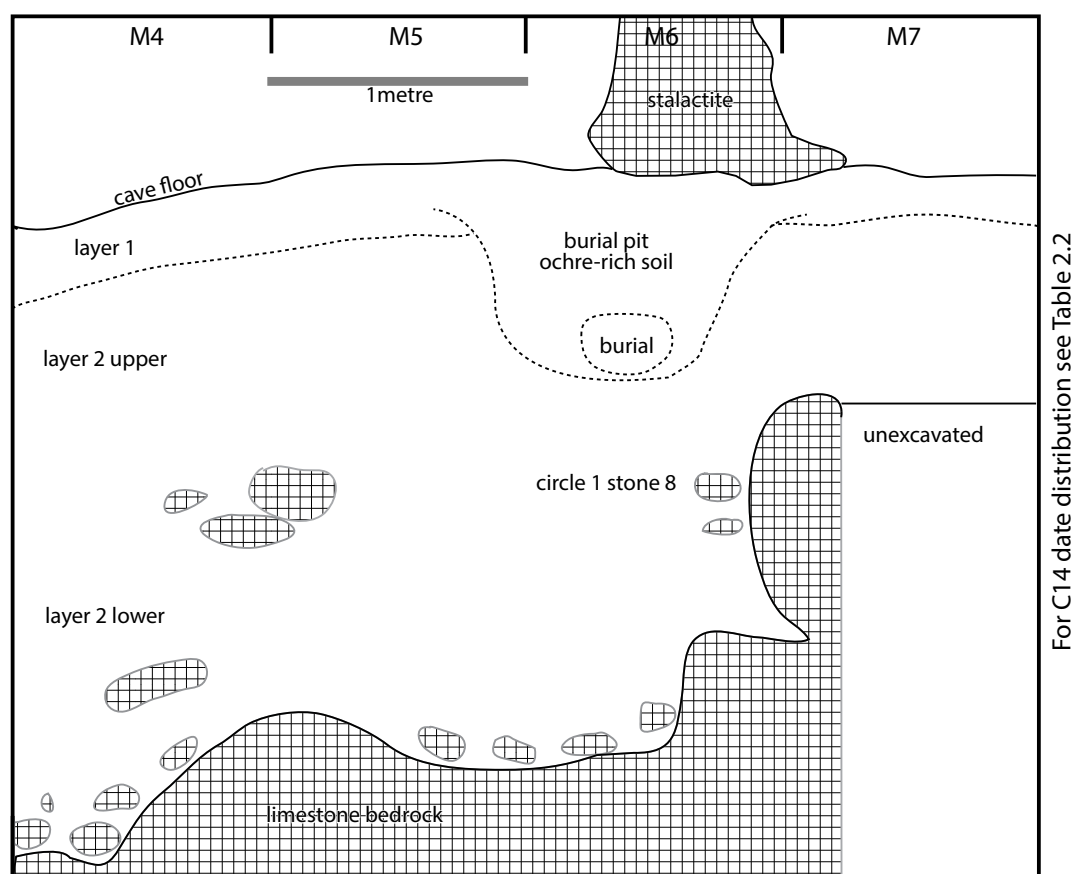 M4 M5 M6 M7
1metre
stalactite
cave floor
layer 1
burial pit
ochre-rich soil
burial
layer 2 upper
unexcavated
circle 1 stone 8
layer 2 lower
limestone bedrock
For C14 date distribution see Table 2.2